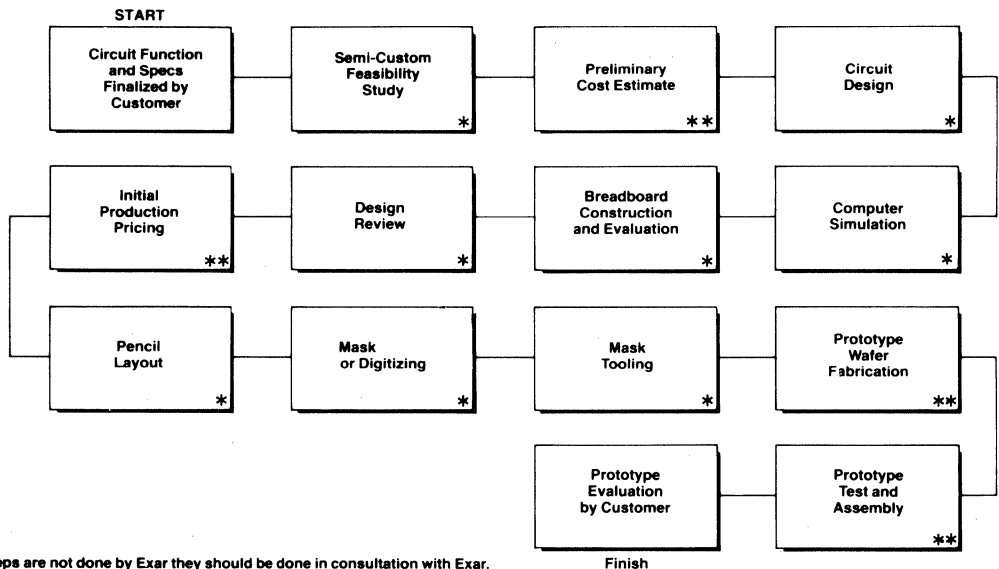 START
Circuit Function
and Specs
Finalized by
Customer
Semi-Custom
Feasibility
Study
*
Preliminary
Cost Estimate
**
Circuit
Design
*
Initial
Production
Pricing
**
Design
Review
*
Breadboard
Construction
and Evaluation
*
Computer
Simulation
*
Pencil
Layout
*
Mask
or Digitizing
*
Mask
Tooling
*
Prototype
Wafer
Fabrication
**
Prototype
Evaluation
by Customer
Prototype
Test and
Assembly
**
are not done by Exar they should be done in consultation with Exar.
Finish